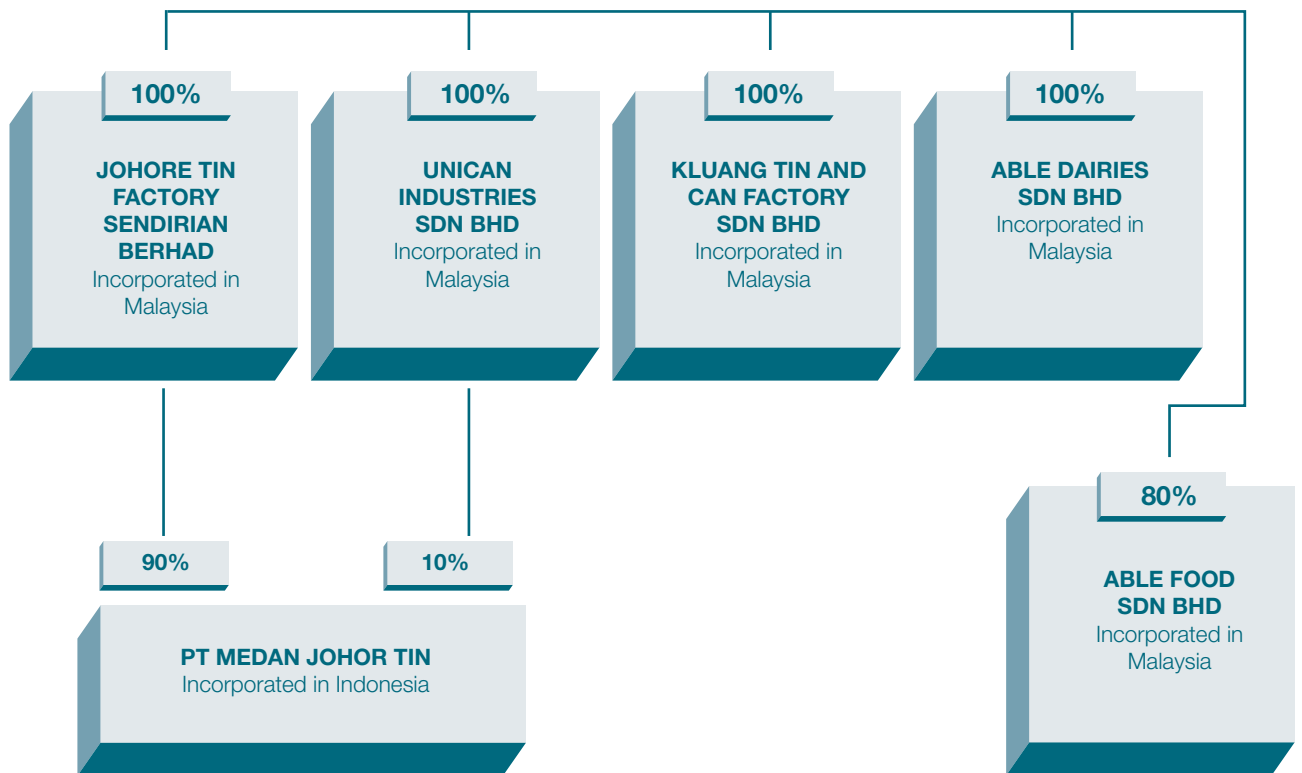 100%
JOHORE TIN
FACTORY
SENDIRIAN
BERHAD
Incorporated in
Malaysia
100%
UNICAN
INDUSTRIES
SDN BHD
Incorporated in
Malaysia
100%
KLUANG TIN AND
CAN FACTORY
SDN BHD
Incorporated in
Malaysia
100%
ABLE DAIRIES
SDN BHD
Incorporated in
Malaysia
90%
10%
PT MEDAN JOHOR TIN
Incorporated in Indonesia
80%
ABLE FOOD
SDN BHD
Incorporated in
Malaysia